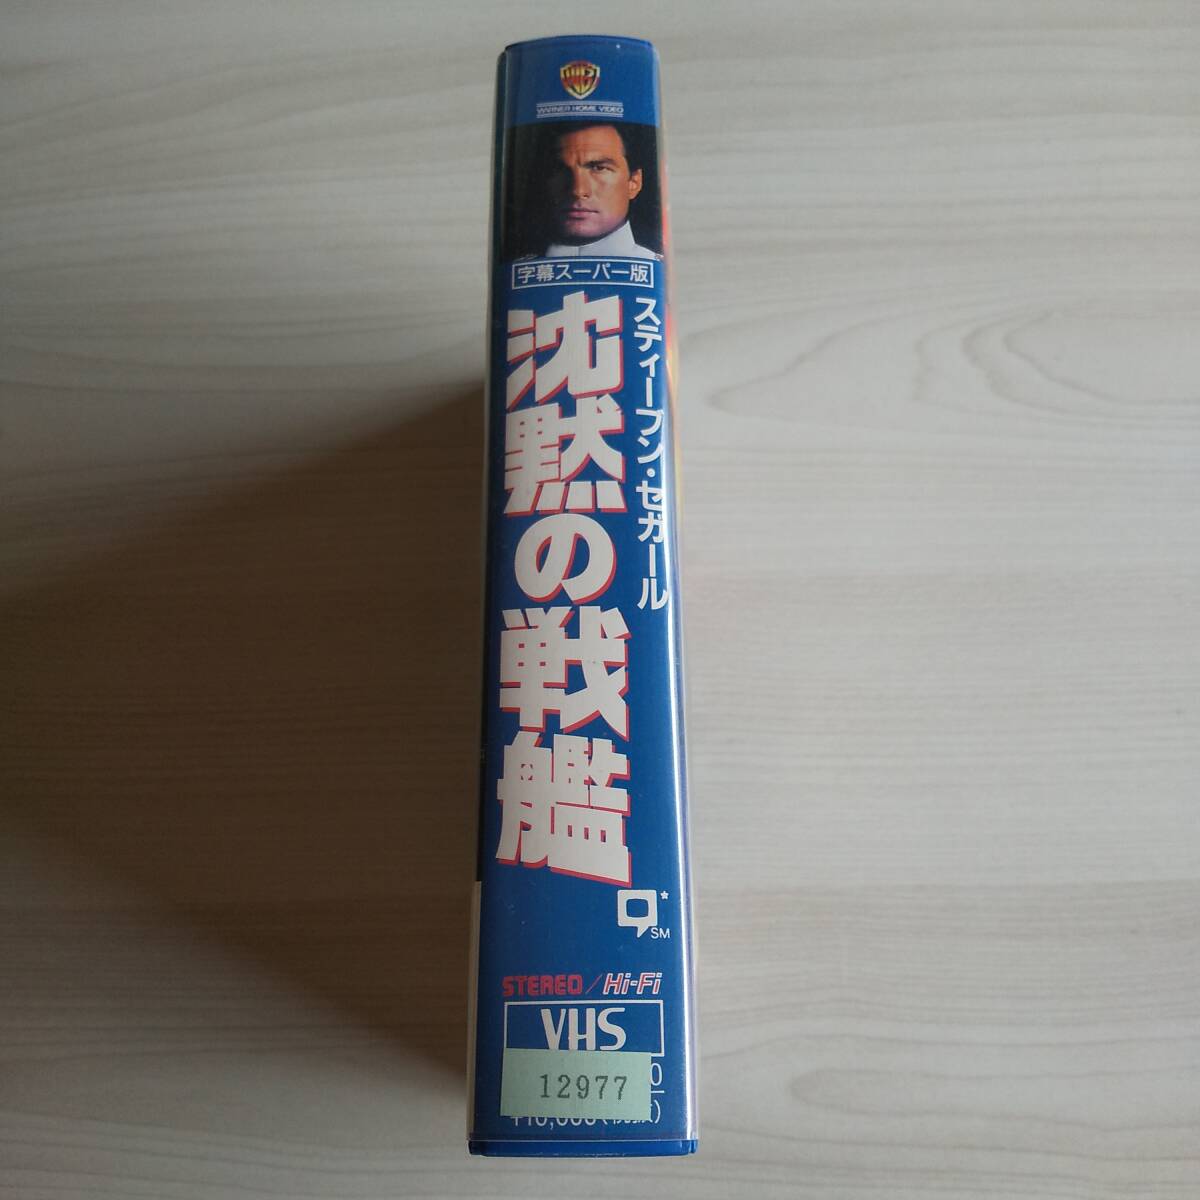 WARNER HOME VIDEO
字幕スーパー版
スティーブン・セガール
沈黙の戦艦
SM
STEREO/Hi-Fi
VHS
12977